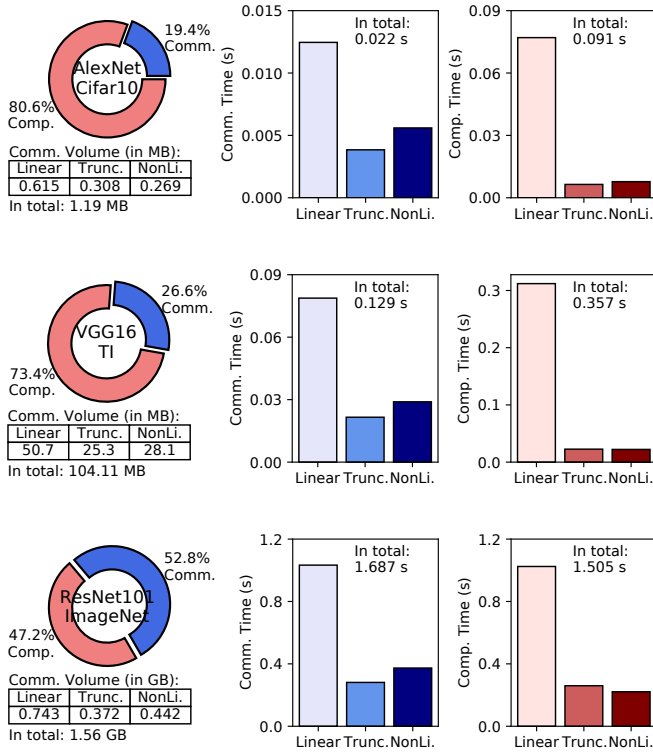 19.4%
Comm.
AlexNet
Cifar10
80.6%
Comp.
Comm. Volume (in MB):
Linear Trunc. NonLi.
0.615 0.308 0.269
In total: 1.19 MB
Comm. Time (s)
0.015
0.010
0.005
0.000
In total:
0.022 s
Linear Trunc. NonLi.
Comp. Time (s)
0.09
0.06
0.03
0.00
In total:
0.091 s
Linear Trunc. NonLi.
26.6%
Comm.
VGG16
TI
73.4%
Comp.
Comm. Volume (in MB):
Linear Trunc. NonLi.
50.7 25.3 28.1
In total: 104.11 MB
Comm. Time (s)
0.09
0.06
0.03
0.00
In total:
0.129 s
Linear Trunc. NonLi.
Comp. Time (s)
0.3
0.2
0.1
0.0
In total:
0.357 s
Linear Trunc. NonLi.
52.8%
Comm.
ResNet101
ImageNet
47.2%
Comp.
Comm. Volume (in GB):
Linear Trunc. NonLi.
0.743 0.372 0.442
In total: 1.56 GB
Comm. Time (s)
1.2
0.8
0.4
0.0
In total:
1.687 s
Linear Trunc. NonLi.
Comp. Time (s)
1.2
0.8
0.4
0.0
In total:
1.505 s
Linear Trunc. NonLi.